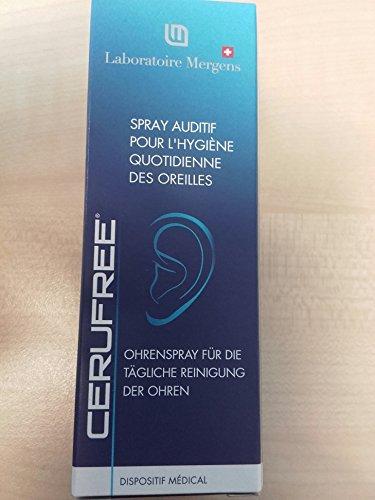 Laboratoire Mergens
SPRAY AUDITIF
POUR L'HYGIÈNE
QUOTIDIENNE
DES OREILLES
CERUFREE®
OHRENSPRAY FÜR DIE
TÄGLICHE REINIGUNG
DER OHREN
DISPOSITIF MÉDICAL